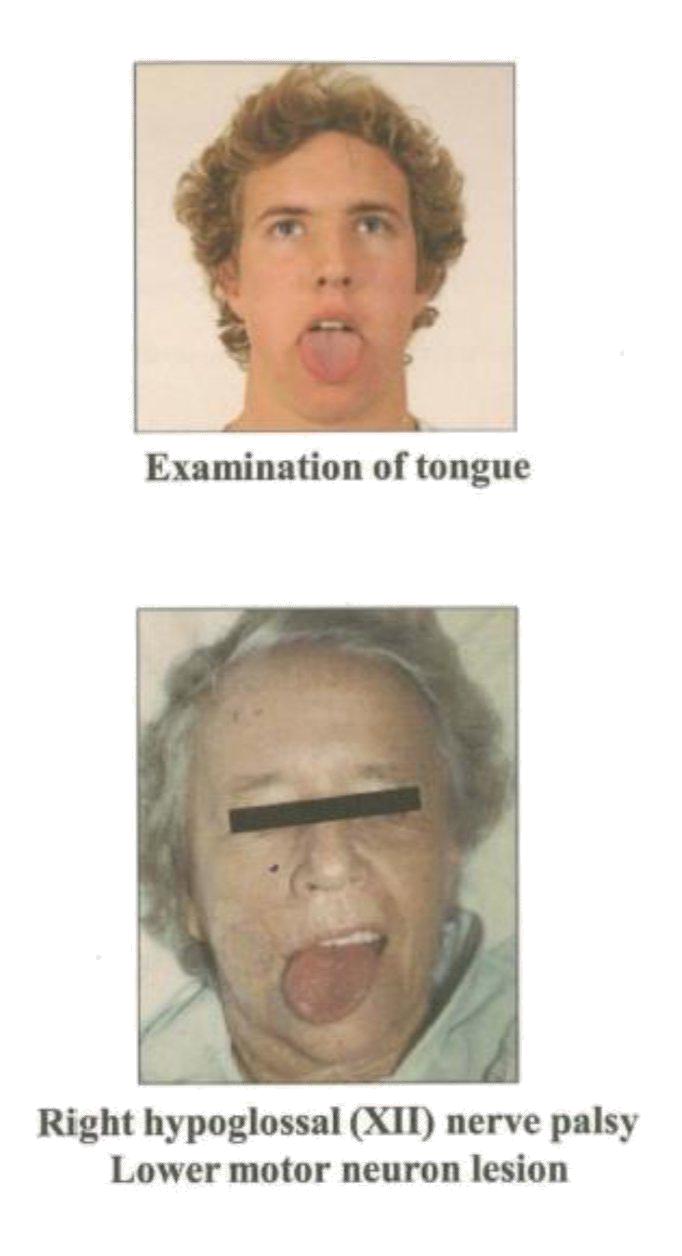 Examination of tongue
Right hypoglossal (XII) nerve palsy
Lower motor neuron lesion